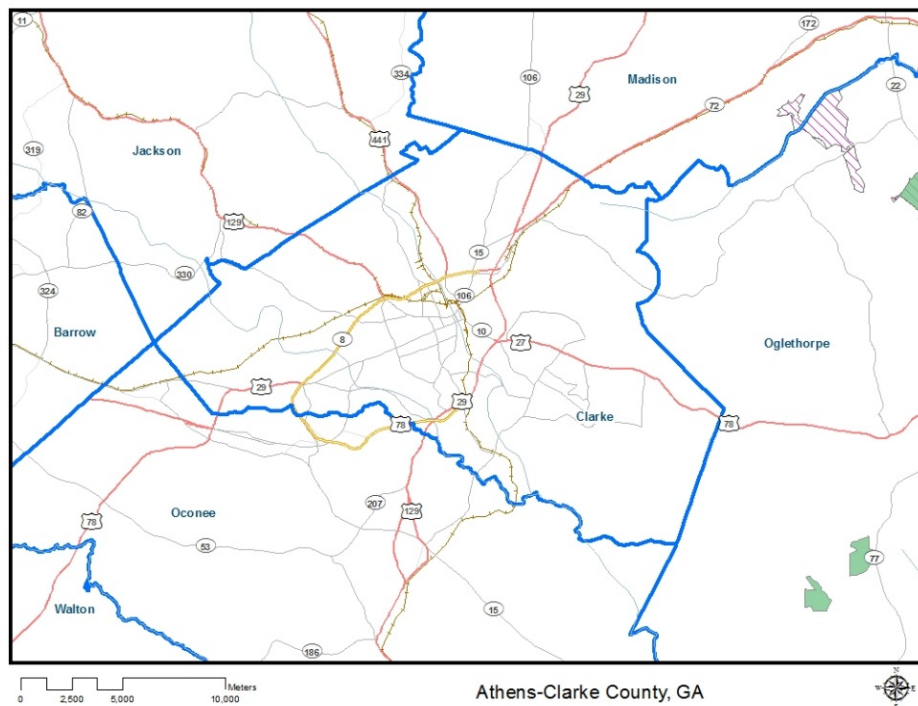 11
172
334
106
Madison
29
22
72
441
319
Jackson
82
129
15
330
324
106
Barrow
8
10
27
Oglethorpe
29
29
Clarke
78
78
207
129
Oconee
78
53
77
Walton
15
186
Meters
0 2,500 5,000 10,000
Athens-Clarke County, GA
N
W E
S